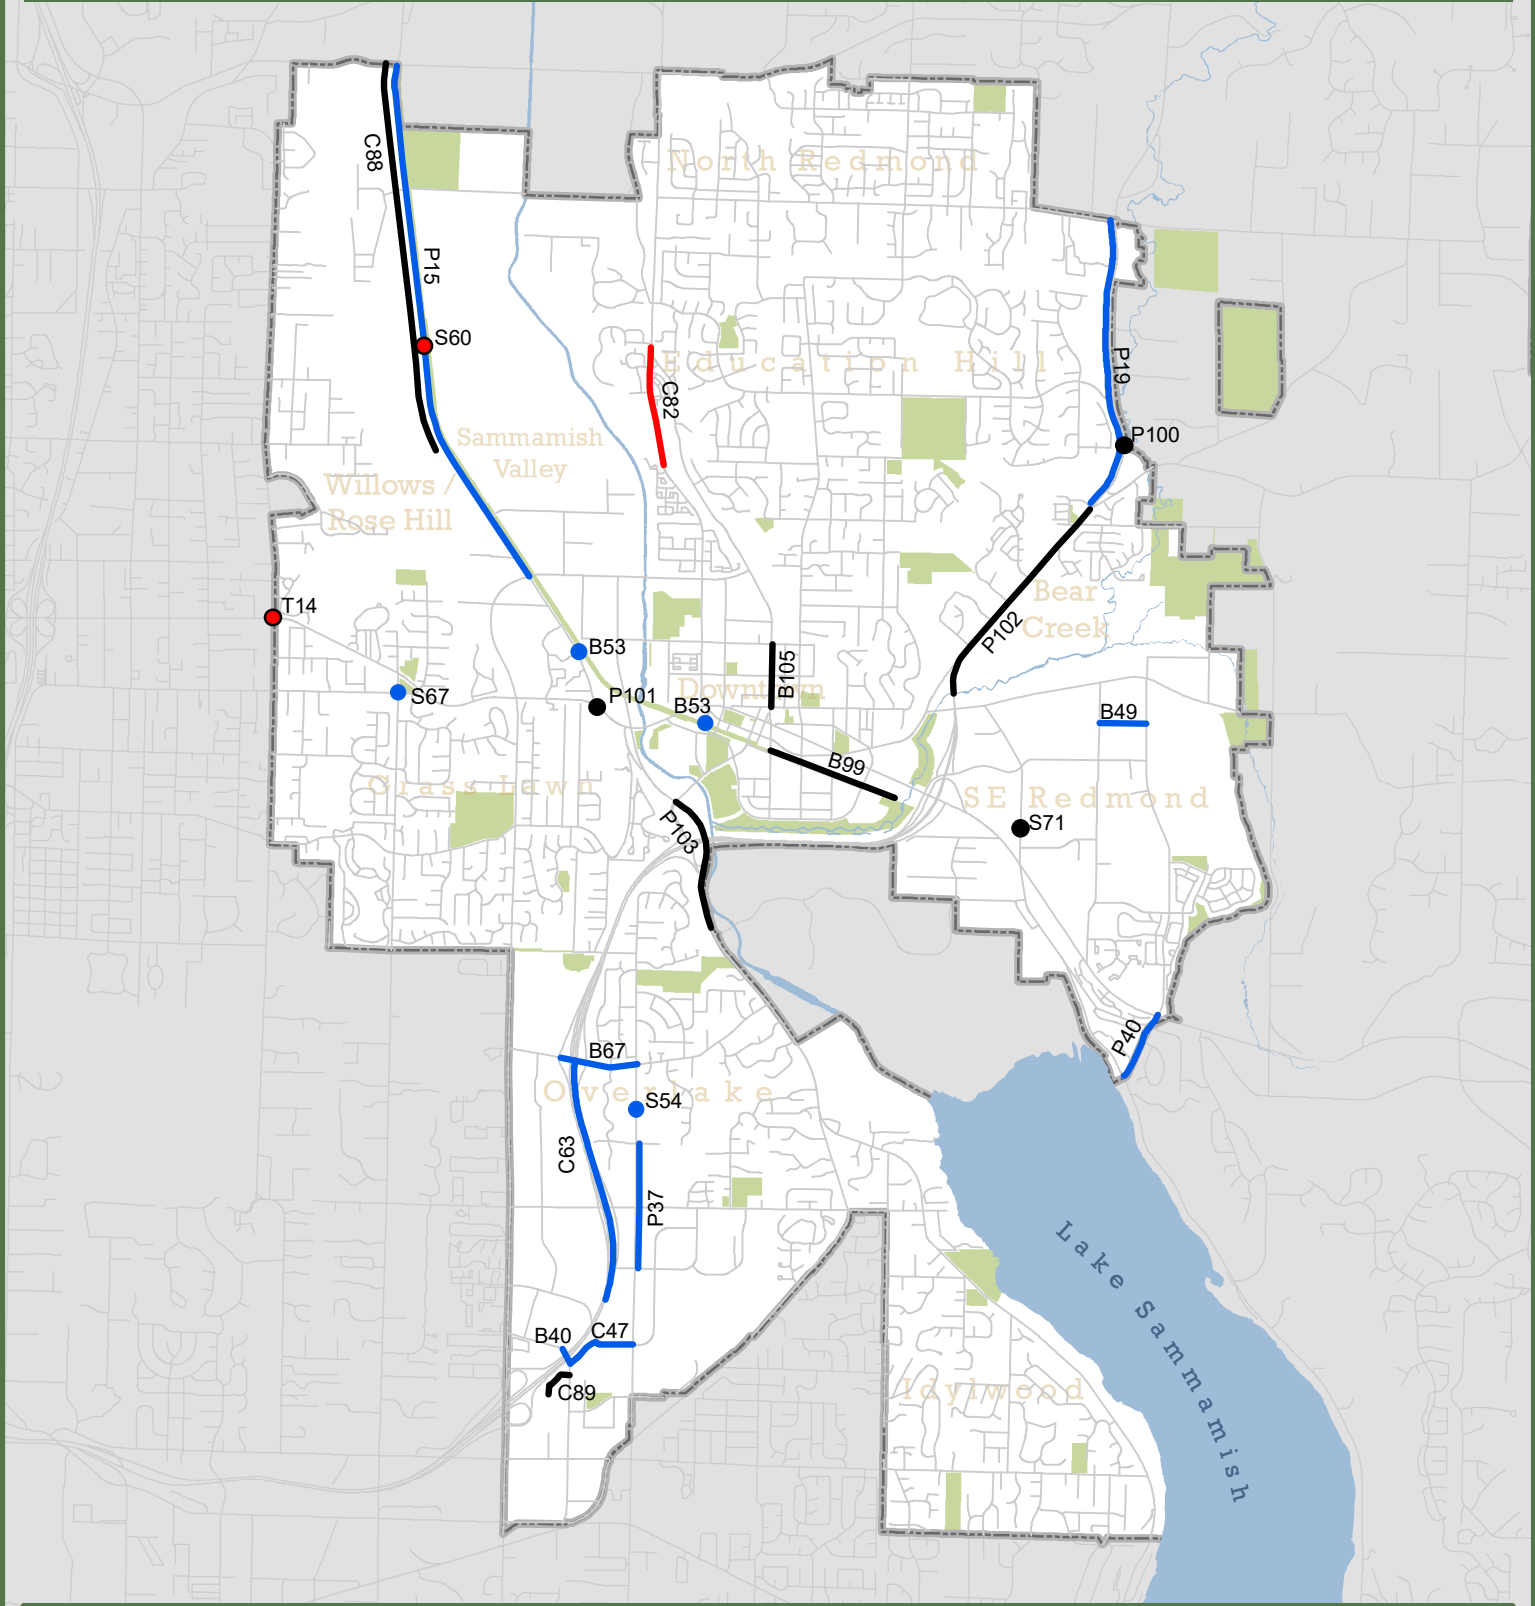 C88
North Redmond
P15
S60
Education Hill
C82
P19
P100
Sammamish
Valley
Willows /
Rose Hill
T14
Bear
Creek
P102
B53
B105
S67
P101
Downtown
B53
B49
B99
Grass Lawn
SE Redmond
P103
S71
P40
B67
Overlake
S54
C63
P37
Lake Sammamish
B40
C47
C89
Idylwood